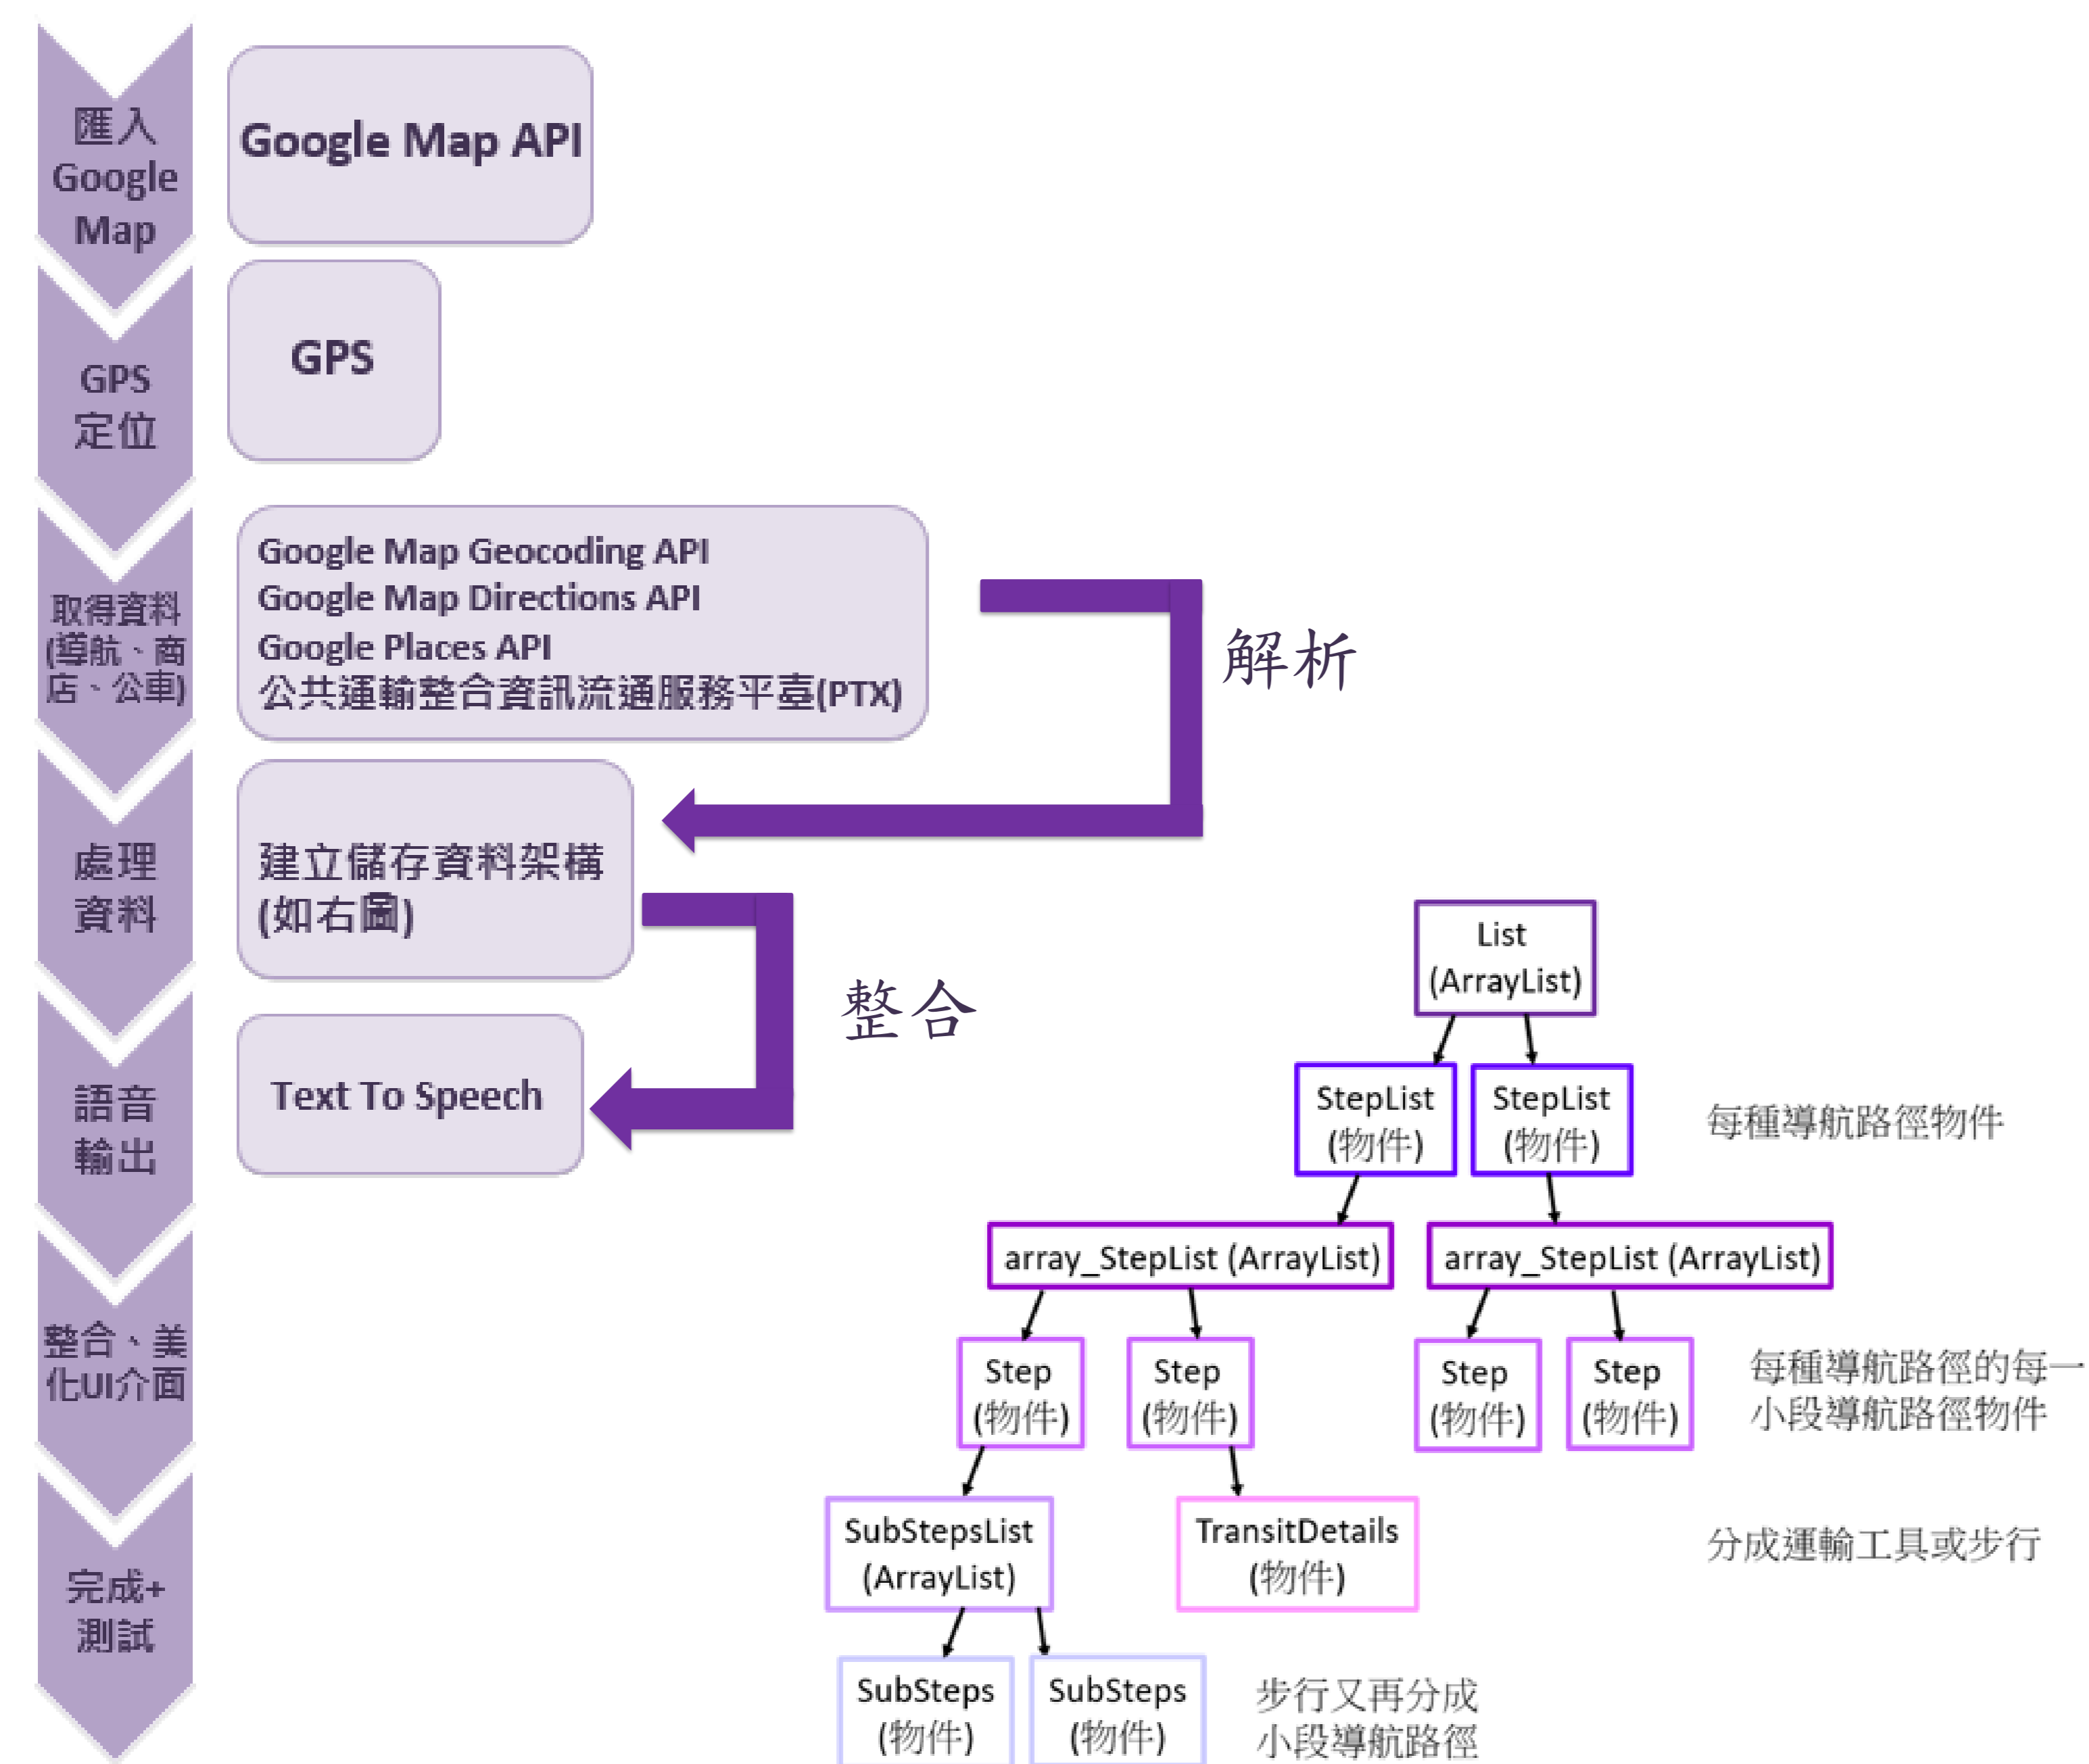 匯入
Google
Map
Google Map API
GPS
定位
GPS
取得資料
(導航、商
店、公車)
Google Map Geocoding API
Google Map Directions API
Google Places API
公共運輸整合資訊流通服務平臺(PTX)
解析
處理
資料
建立儲存資料架構
(如右圖)
整合
語音
輸出
Text To Speech
整合、美
化UI介面
完成+
測試
List
(ArrayList)
StepList
(物件)
StepList
(物件)
每種導航路徑物件
array_StepList (ArrayList)
array_StepList (ArrayList)
Step
(物件)
Step
(物件)
Step
(物件)
Step
(物件)
每種導航路徑的每一
小段導航路徑物件
SubStepsList
(ArrayList)
TransitDetails
(物件)
分成運輸工具或步行
SubSteps
(物件)
SubSteps
(物件)
步行又再分成
小段導航路徑